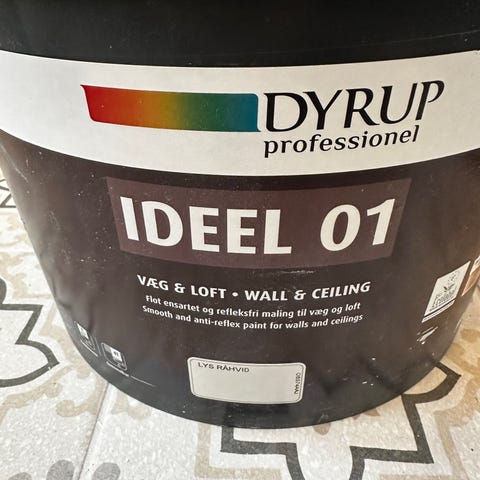 DYRUP
professionel
IDEEL 01
VÆG & LOFT • WALL & CEILING
Flot ensartet og refleksfri maling til væg og loft
Smooth and anti-reflex paint for walls and ceilings
LYS RÅHVID